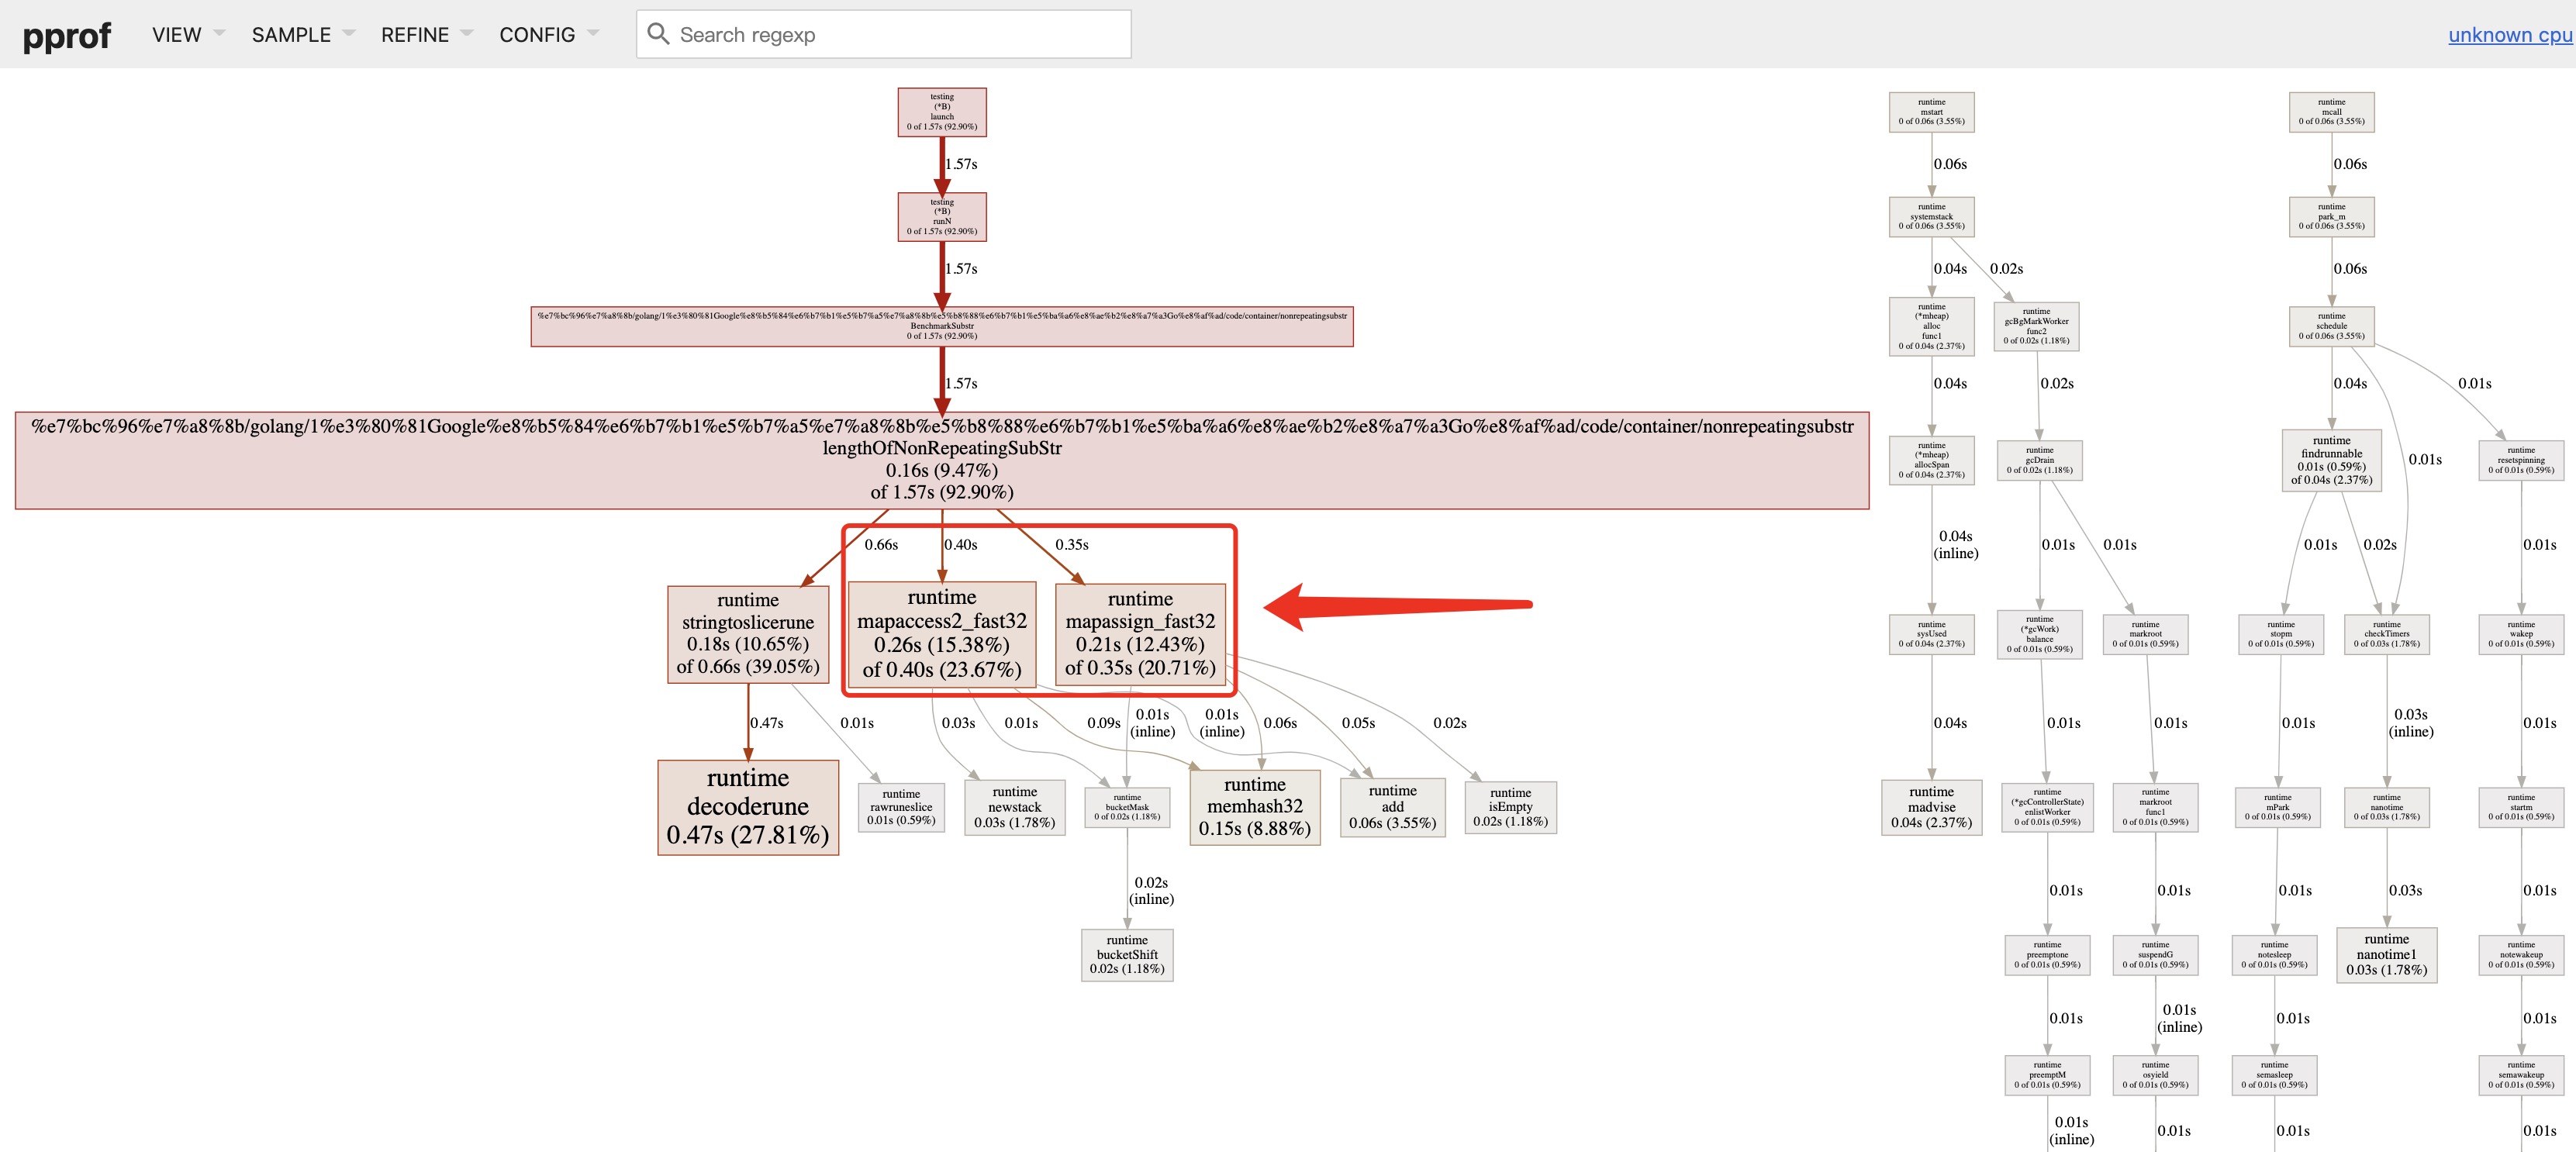 pprof VIEW SAMPLE REFINE CONFIG Search regexp unknown cpu
testing
(*B)
launch
0 of 1.57s (92.90%)
1.57s
testing
(*B)
runN
0 of 1.57s (92.90%)
1.57s
%e7%bc%96%e7%a8%8b/golang/1%e3%80%81Google%e8%b5%84%e6%b7%b1%e5%b7%a5%e7%a8%8b%e5%b8%88%e6%b7%b1%e5%ba%a6%e8%ae%b2%e8%a7%a3Go%e8%af%ad/code/container/nonrepeatingsubstr
BenchmarkSubstr
0 of 1.57s (92.90%)
1.57s
%e7%bc%96%e7%a8%8b/golang/1%e3%80%81Google%e8%b5%84%e6%b7%b1%e5%b7%a5%e7%a8%8b%e5%b8%88%e6%b7%b1%e5%ba%a6%e8%ae%b2%e8%a7%a3Go%e8%af%ad/code/container/nonrepeatingsubstr
lengthOfNonRepeatingSubStr
0.16s (9.47%)
of 1.57s (92.90%)
0.66s
0.40s
0.35s
runtime
stringtoslicerune
0.18s (10.65%)
of 0.66s (39.05%)
runtime
mapaccess2_fast32
0.26s (15.38%)
of 0.40s (23.67%)
runtime
mapassign_fast32
0.21s (12.43%)
of 0.35s (20.71%)
0.47s
0.01s
0.03s
0.01s
0.09s
0.01s
(inline)
0.01s
(inline)
0.06s
0.05s
0.02s
runtime
decoderune
0.47s (27.81%)
runtime
rawruneslice
0.01s (0.59%)
runtime
newstack
0.03s (1.78%)
runtime
bucketMask
0 of 0.02s (1.18%)
runtime
memhash32
0.15s (8.88%)
runtime
add
0.06s (3.55%)
runtime
isEmpty
0.02s (1.18%)
0.02s
(inline)
runtime
bucketShift
0.02s (1.18%)
runtime
mstart
0 of 0.06s (3.55%)
0.06s
runtime
systemstack
0 of 0.06s (3.55%)
0.04s
0.02s
runtime
(*mheap)
alloc
func1
0 of 0.04s (2.37%)
runtime
gcBgMarkWorker
func2
0 of 0.02s (1.18%)
0.04s
0.02s
runtime
(*mheap)
allocSpan
0 of 0.04s (2.37%)
runtime
gcDrain
0 of 0.02s (1.18%)
0.04s
(inline)
0.01s
0.01s
runtime
sysUsed
0 of 0.04s (2.37%)
runtime
(*gcWork)
balance
0 of 0.01s (0.59%)
runtime
markroot
0 of 0.01s (0.59%)
0.04s
0.01s
0.01s
runtime
madvise
0.04s (2.37%)
runtime
(*gcControllerState)
enlistWorker
0 of 0.01s (0.59%)
runtime
markroot
func1
0 of 0.01s (0.59%)
0.01s
0.01s
runtime
preemptone
0 of 0.01s (0.59%)
runtime
suspendG
0 of 0.01s (0.59%)
0.01s
0.01s
(inline)
runtime
preemptM
0 of 0.01s (0.59%)
runtime
osyield
0 of 0.01s (0.59%)
0.01s
(inline)
0.01s
runtime
mcall
0 of 0.06s (3.55%)
0.06s
runtime
park_m
0 of 0.06s (3.55%)
0.06s
runtime
schedule
0 of 0.06s (3.55%)
0.04s
0.01s
0.01s
runtime
findrunnable
0.01s (0.59%)
of 0.04s (2.37%)
runtime
resetspinning
0 of 0.01s (0.59%)
0.01s
0.02s
0.01s
runtime
stopm
0 of 0.01s (0.59%)
runtime
checkTimers
0 of 0.03s (1.78%)
runtime
wakep
0 of 0.01s (0.59%)
0.01s
0.03s
(inline)
0.01s
runtime
mPark
0 of 0.01s (0.59%)
runtime
nanotime
0 of 0.03s (1.78%)
runtime
startm
0 of 0.01s (0.59%)
0.01s
0.03s
0.01s
runtime
notesleep
0 of 0.01s (0.59%)
runtime
nanotime1
0.03s (1.78%)
runtime
notewakeup
0 of 0.01s (0.59%)
0.01s
0.01s
runtime
semasleep
0 of 0.01s (0.59%)
runtime
semawakeup
0 of 0.01s (0.59%)
0.01s
0.01s